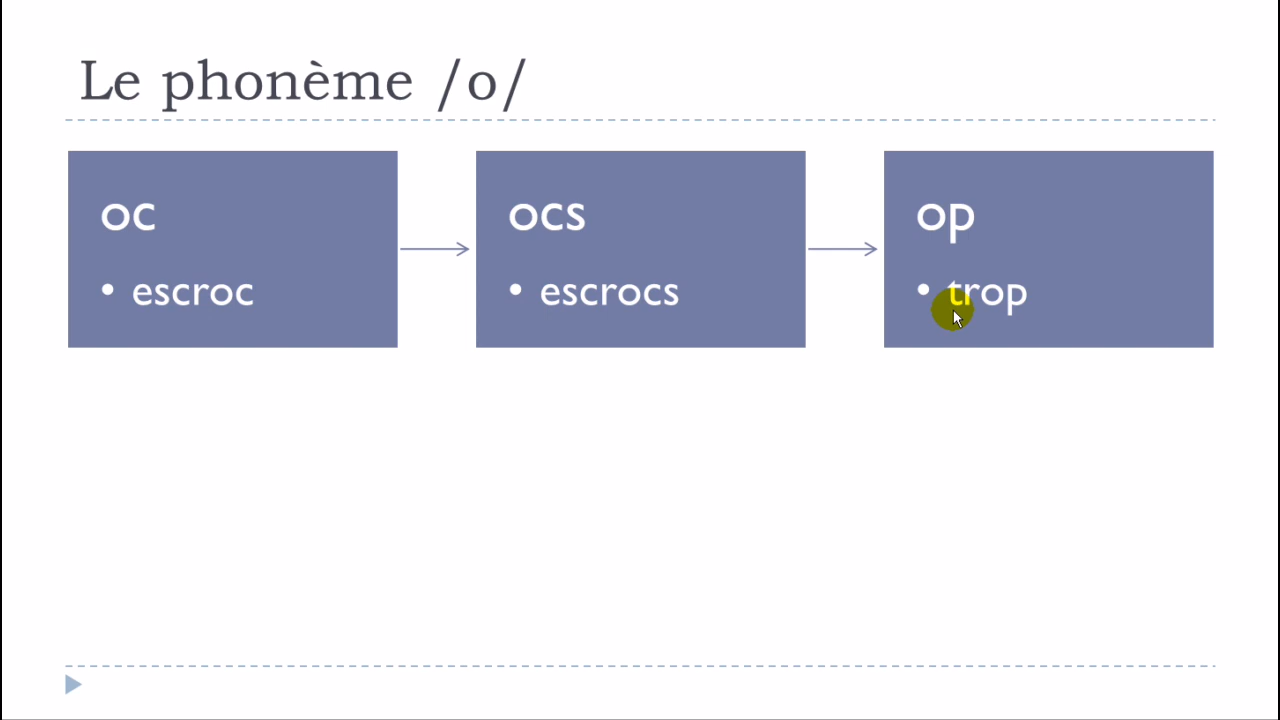 Le phonème /o/
oc
• escroc
ocs
• escrocs
op
• trop